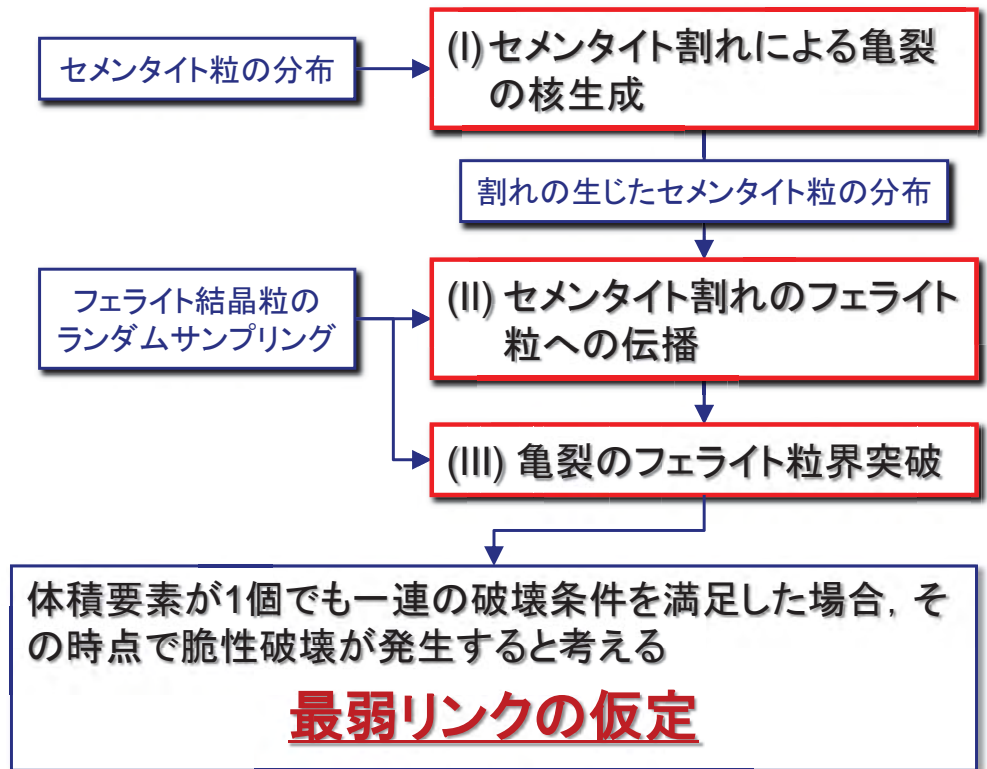 セメンタイト粒の分布
(I) セメンタイト割れによる亀裂
の核生成
割れの生じたセメンタイト粒の分布
フェライト結晶粒の
ランダムサンプリング
(II) セメンタイト割れのフェライト
粒への伝播
(III) 亀裂のフェライト粒界突破
体積要素が1個でも一連の破壊条件を満足した場合, そ
の時点で脆性破壊が発生すると考える
最弱リンクの仮定